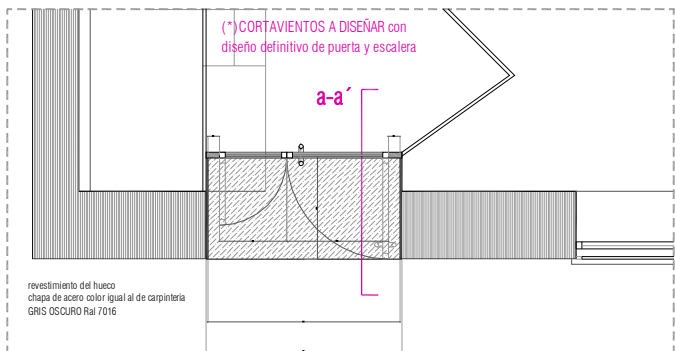 (*)CORTAVIENTOS A DISEÑAR con
diseño definitivo de puerta y escalera
a-a´
revestimiento del hueco
chapa de acero color igual al de carpinteria
GRIS OSCURO Ral 7016